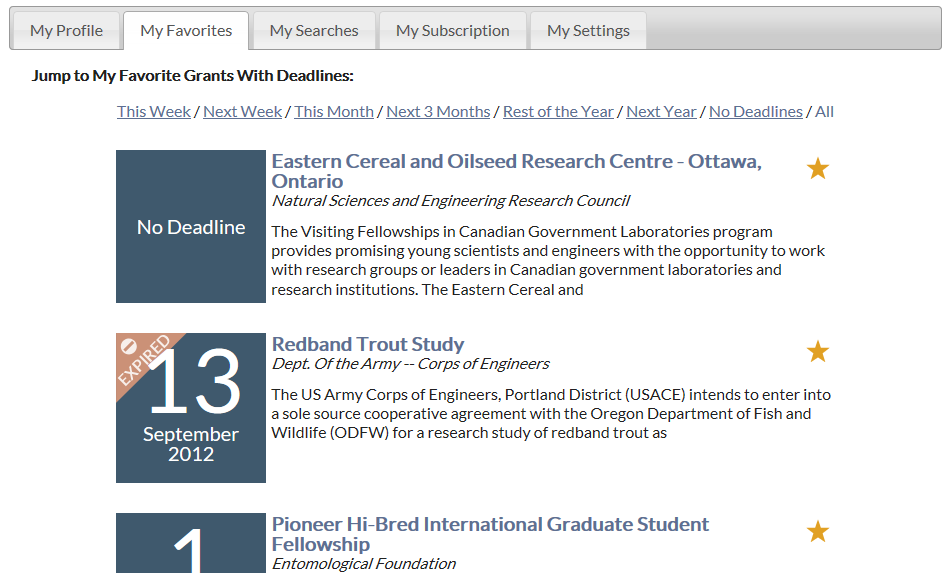 My Profile My Favorites My Searches My Subscription My Settings
Jump to My Favorite Grants With Deadlines:
This Week / Next Week / This Month / Next 3 Months / Rest of the Year / Next Year / No Deadlines / All
No Deadline
Eastern Cereal and Oilseed Research Centre - Ottawa,
Ontario
Natural Sciences and Engineering Research Council
The Visiting Fellowships in Canadian Government Laboratories program
provides promising young scientists and engineers with the opportunity to work
with research groups or leaders in Canadian government laboratories and
research institutions. The Eastern Cereal and
EXPIRED
13
September
2012
Redband Trout Study
Dept. Of the Army -- Corps of Engineers
The US Army Corps of Engineers, Portland District (USACE) intends to enter into
a sole source cooperative agreement with the Oregon Department of Fish and
Wildlife (ODFW) for a research study of redband trout as
1
Pioneer Hi-Bred International Graduate Student
Fellowship
Entomological Foundation